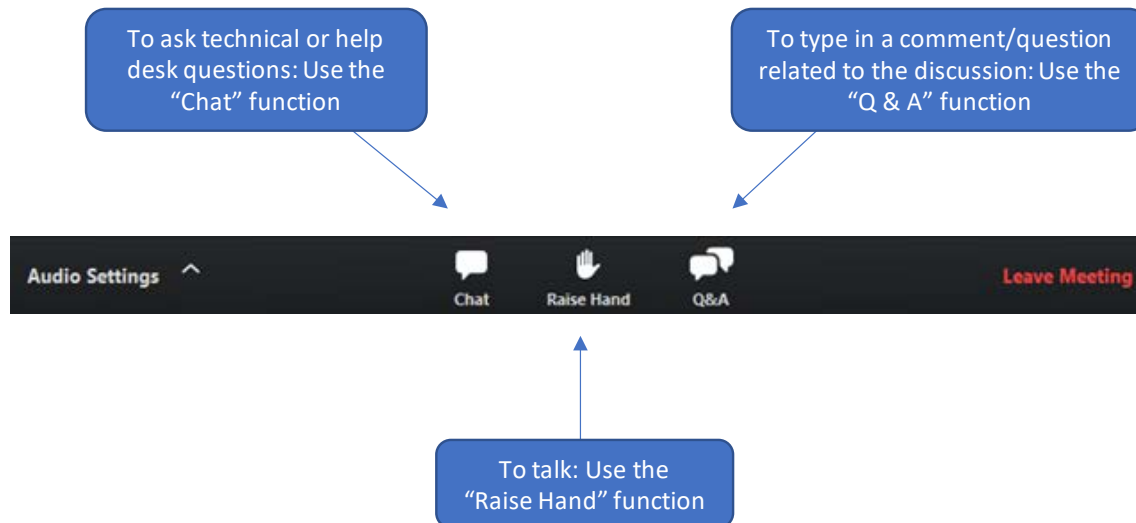 To ask technical or help
desk questions: Use the
“Chat” function
To type in a comment/question
related to the discussion: Use the
“Q & A” function
Audio Settings
Chat
Raise Hand
Q&A
Leave Meeting
To talk: Use the
“Raise Hand” function